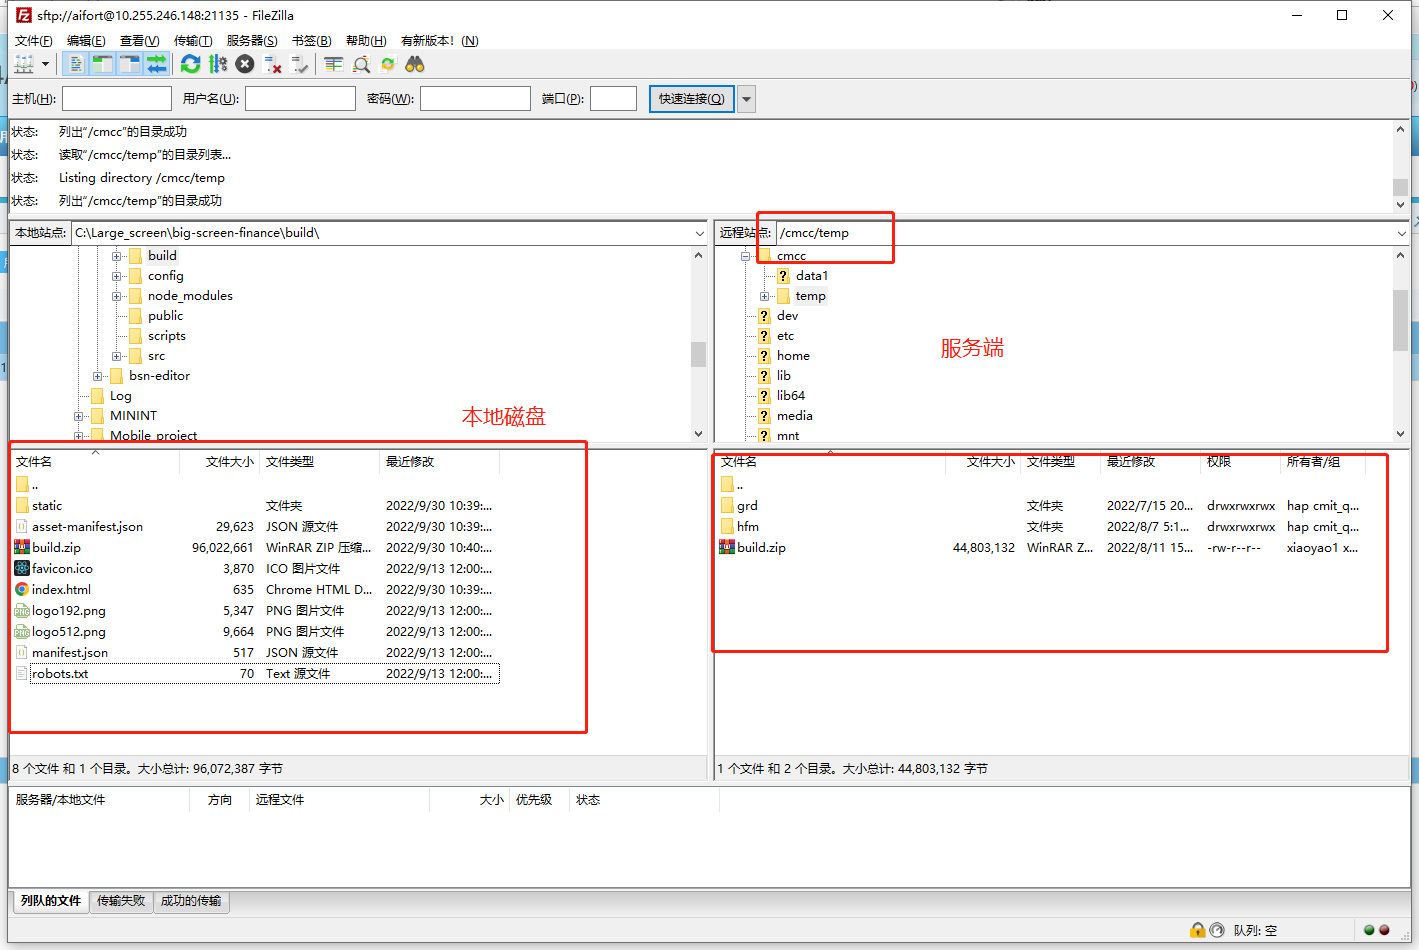 sftp://aifort@10.255.246.148:21135 - FileZilla
文件(F) 编辑(E) 查看(V) 传输(T) 服务器(S) 书签(B) 帮助(H) 有新版本! (N)
主机(H): 用户名(U): 密码(W): 端口(P): 快速连接(Q)
状态: 列出"/cmcc"的目录成功
状态: 读取"/cmcc/temp"的目录列表...
状态: Listing directory /cmcc/temp
状态: 列出"/cmcc/temp"的目录成功
本地站点: C:\Large_screen\big-screen-finance\build\
build
config
node_modules
public
scripts
src
bsn-editor
Log
MININT
Mobile_project
本地磁盘
远程站点: /cmcc/temp
cmcc
data1
temp
dev
etc
home
lib
lib64
media
mnt
服务端
文件名 文件大小 文件类型 最近修改
..
static 文件夹 2022/9/30 10:39:...
asset-manifest.json 29,623 JSON 源文件 2022/9/30 10:39:...
build.zip 96,022,661 WinRAR ZIP 压缩... 2022/9/30 10:40:...
favicon.ico 3,870 ICO 图片文件 2022/9/13 12:00:...
index.html 635 Chrome HTML D... 2022/9/30 10:39:...
logo192.png 5,347 PNG 图片文件 2022/9/13 12:00:...
logo512.png 9,664 PNG 图片文件 2022/9/13 12:00:...
manifest.json 517 JSON 源文件 2022/9/13 12:00:...
robots.txt 70 Text 源文件 2022/9/13 12:00:...
8 个文件 和 1 个目录。大小总计: 96,072,387 字节
文件名 文件大小 文件类型 最近修改 权限 所有者/组
..
grd 文件夹 2022/7/15 20... drwxrwxrwx hap cmit_q...
hfm 文件夹 2022/8/7 5:1... drwxrwxrwx hap cmit_q...
build.zip 44,803,132 WinRAR Z... 2022/8/11 15... -rw-r--r-- xiaoyao1 x...
1 个文件 和 2 个目录。大小总计: 44,803,132 字节
服务器/本地文件 方向 远程文件 大小 优先级 状态
列队的文件 传输失败 成功的传输
队列: 空